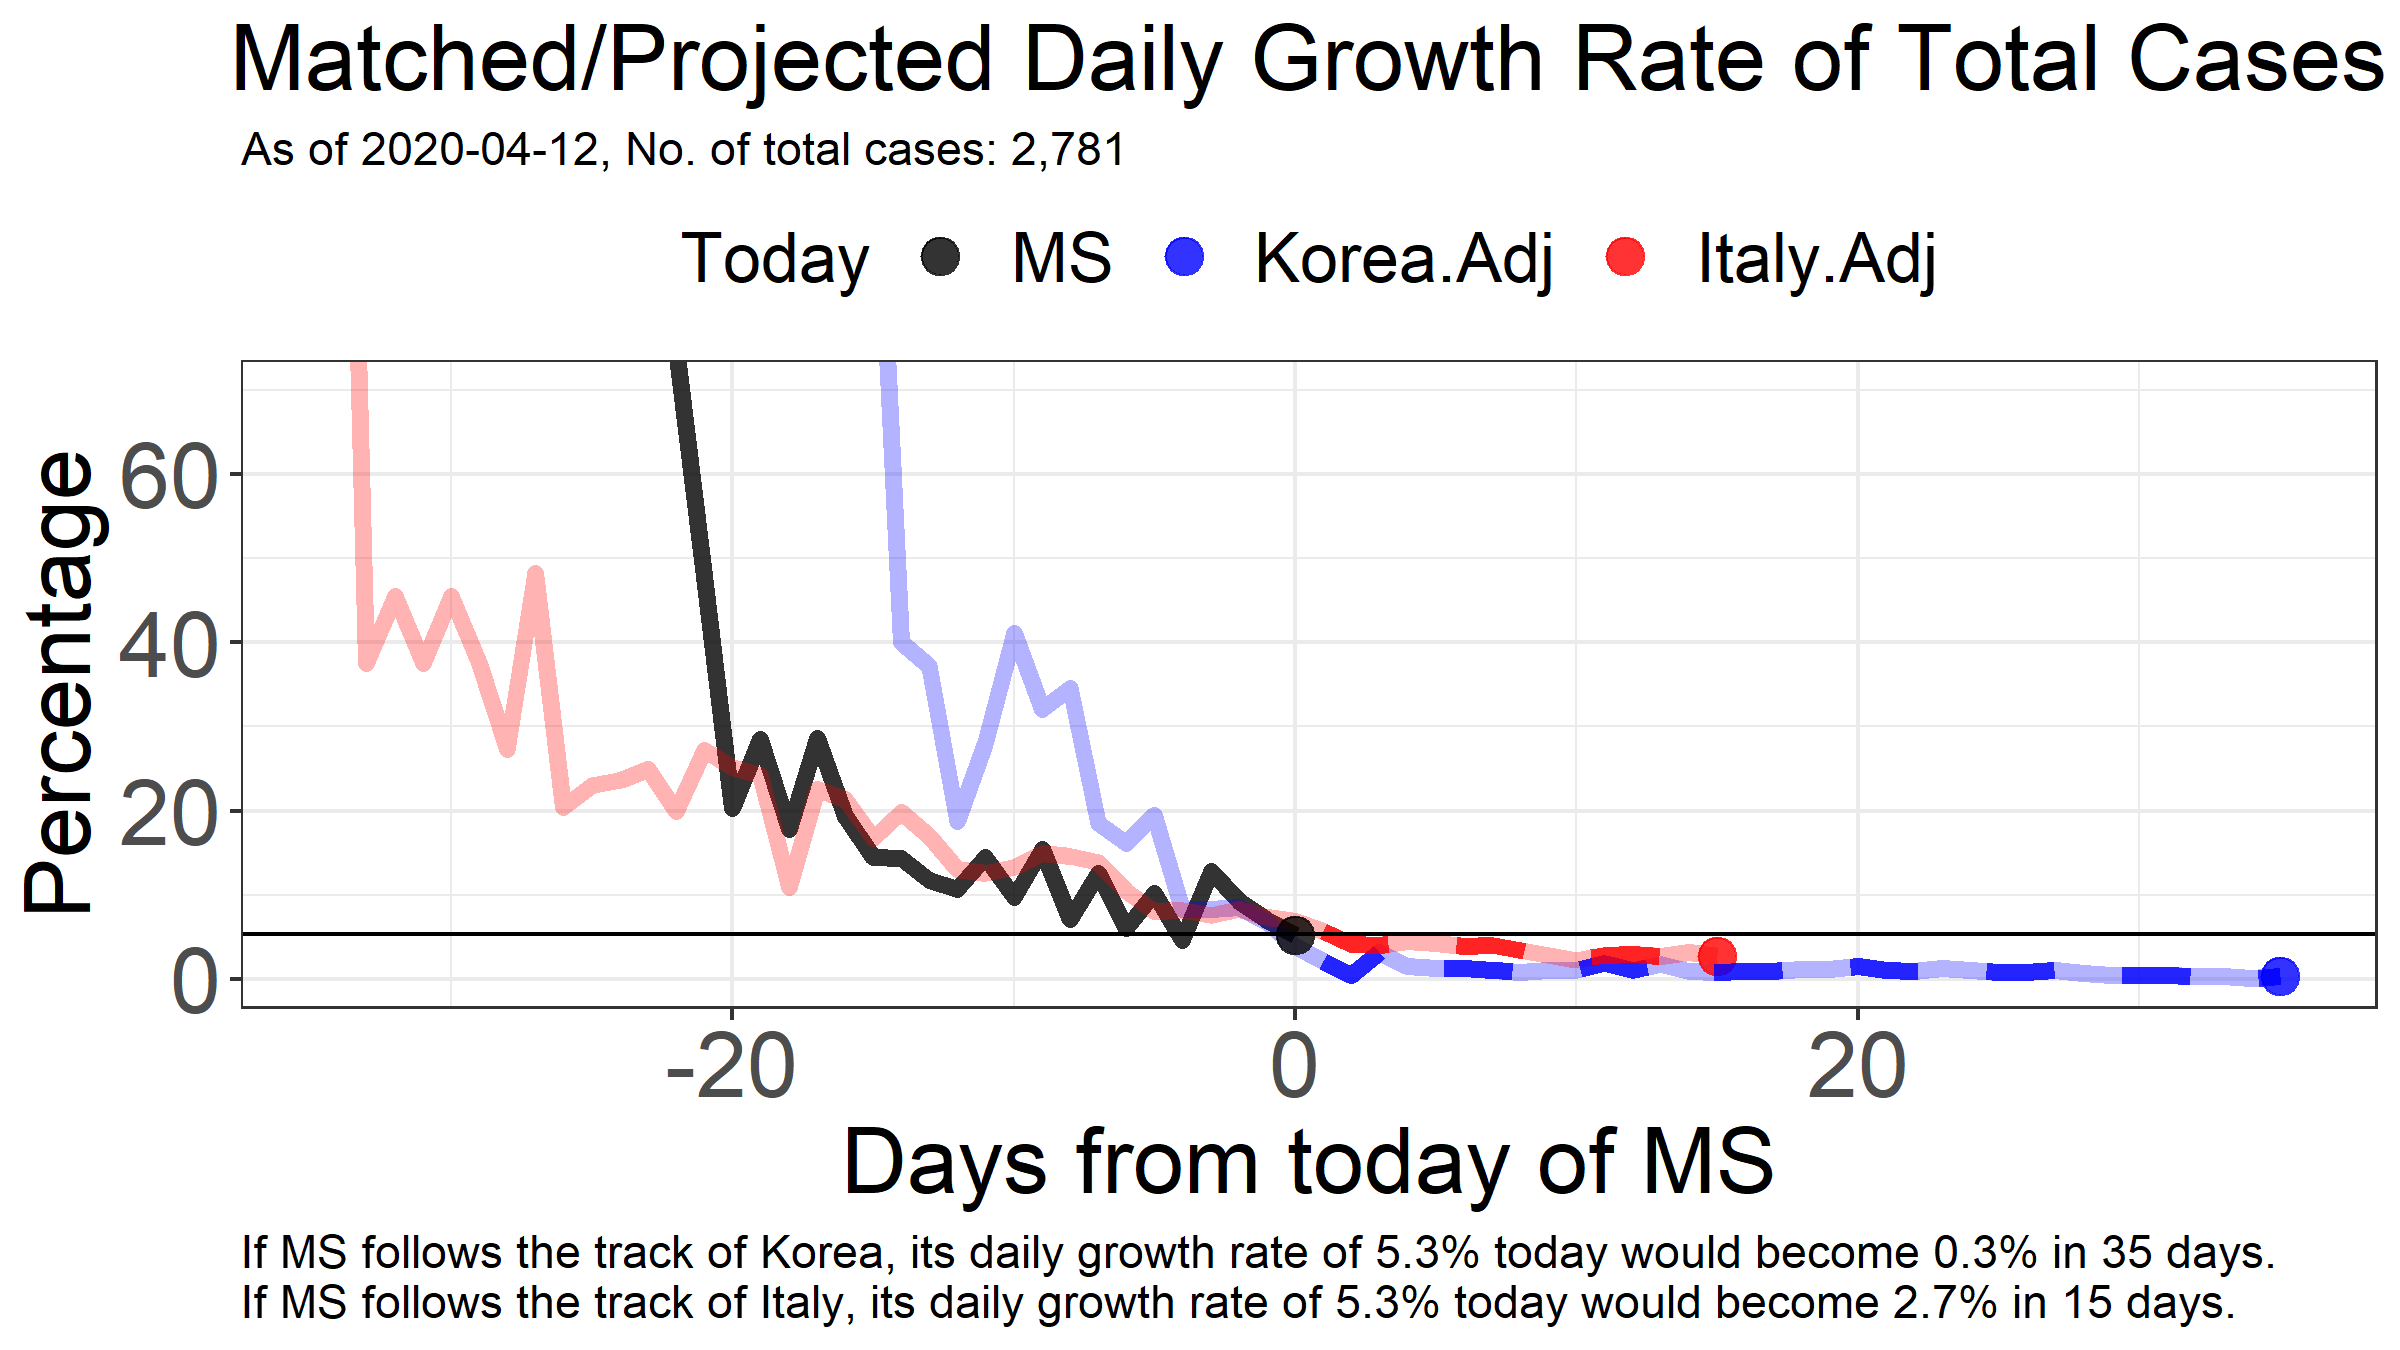 Matched/Projected Daily Growth Rate of Total Cases
As of 2020-04-12, No. of total cases: 2,781
Today MS Korea.Adj Italy.Adj
Percentage
60
40
20
0
-20 0 20
Days from today of MS
If MS follows the track of Korea, its daily growth rate of 5.3% today would become 0.3% in 35 days.
If MS follows the track of Italy, its daily growth rate of 5.3% today would become 2.7% in 15 days.